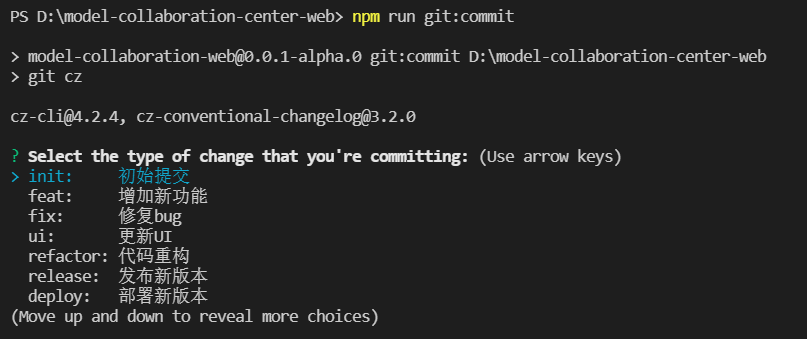 PS D:\model-collaboration-center-web> npm run git:commit
> model-collaboration-web@0.0.1-alpha.0 git:commit D:\model-collaboration-center-web
> git cz
cz-cli@4.2.4, cz-conventional-changelog@3.2.0
? Select the type of change that you're committing: (Use arrow keys)
> init: 初始提交
feat: 增加新功能
fix: 修复bug
ui: 更新UI
refactor: 代码重构
release: 发布新版本
deploy: 部署新版本
(Move up and down to reveal more choices)